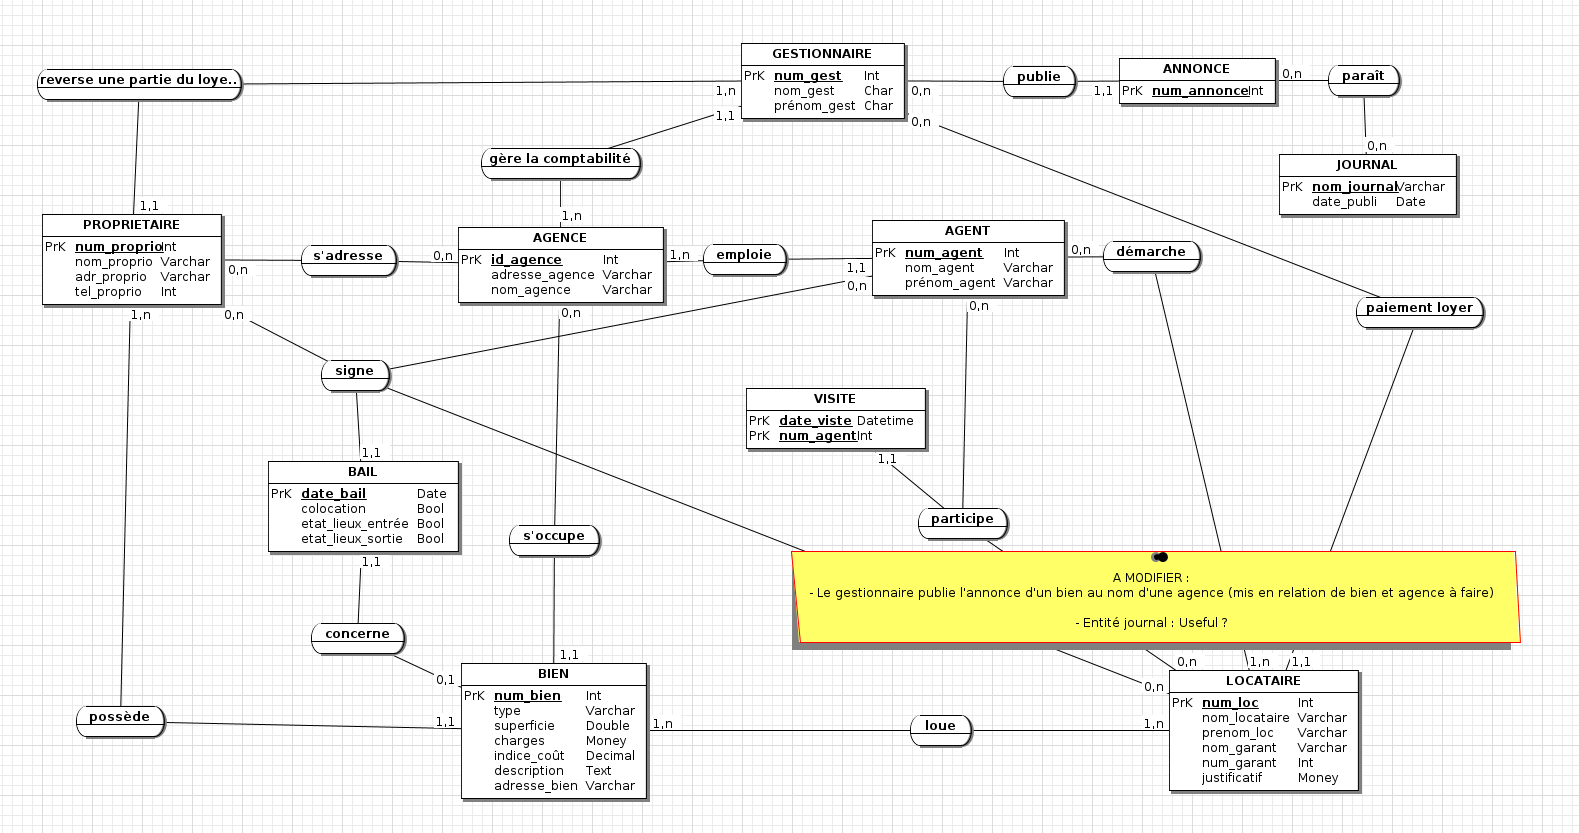 GESTIONNAIRE
PrK num_gest Int
nom_gest Char
prénom_gest Char
reverse une partie du loye..
1,n
1,1
0,n
0,n
publie
1,1
ANNONCE
PrK num_annonce Int
0,n
paraît
0,n
JOURNAL
PrK nom_journal Varchar
date_publi Date
gère la comptabilité
1,n
1,1
PROPRIETAIRE
PrK num_proprio Int
nom_proprio Varchar
adr_proprio Varchar
tel_proprio Int
0,n
s'adresse
0,n
AGENCE
PrK id_agence Int
adresse_agence Varchar
nom_agence Varchar
1,n
emploie
1,1
0,n
AGENT
PrK num_agent Int
nom_agent Varchar
prénom_agent Varchar
0,n
démarche
paiement loyer
1,n
0,n
0,n
0,n
signe
VISITE
PrK date_viste Datetime
PrK num_agent Int
1,1
1,1
BAIL
PrK date_bail Date
colocation Bool
etat_lieux_entrée Bool
etat_lieux_sortie Bool
1,1
s'occupe
participe
A MODIFIER :
- Le gestionnaire publie l'annonce d'un bien au nom d'une agence (mis en relation de bien et agence à faire)
- Entité journal : Useful ?
concerne
0,1
1,1
BIEN
PrK num_bien Int
type Varchar
superficie Double
charges Money
indice_coût Decimal
description Text
adresse_bien Varchar
possède
1,1
1,n
loue
1,n
0,n
0,n
1,n
1,1
LOCATAIRE
PrK num_loc Int
nom_locataire Varchar
prenom_loc Varchar
nom_garant Varchar
num_garant Int
justificatif Money